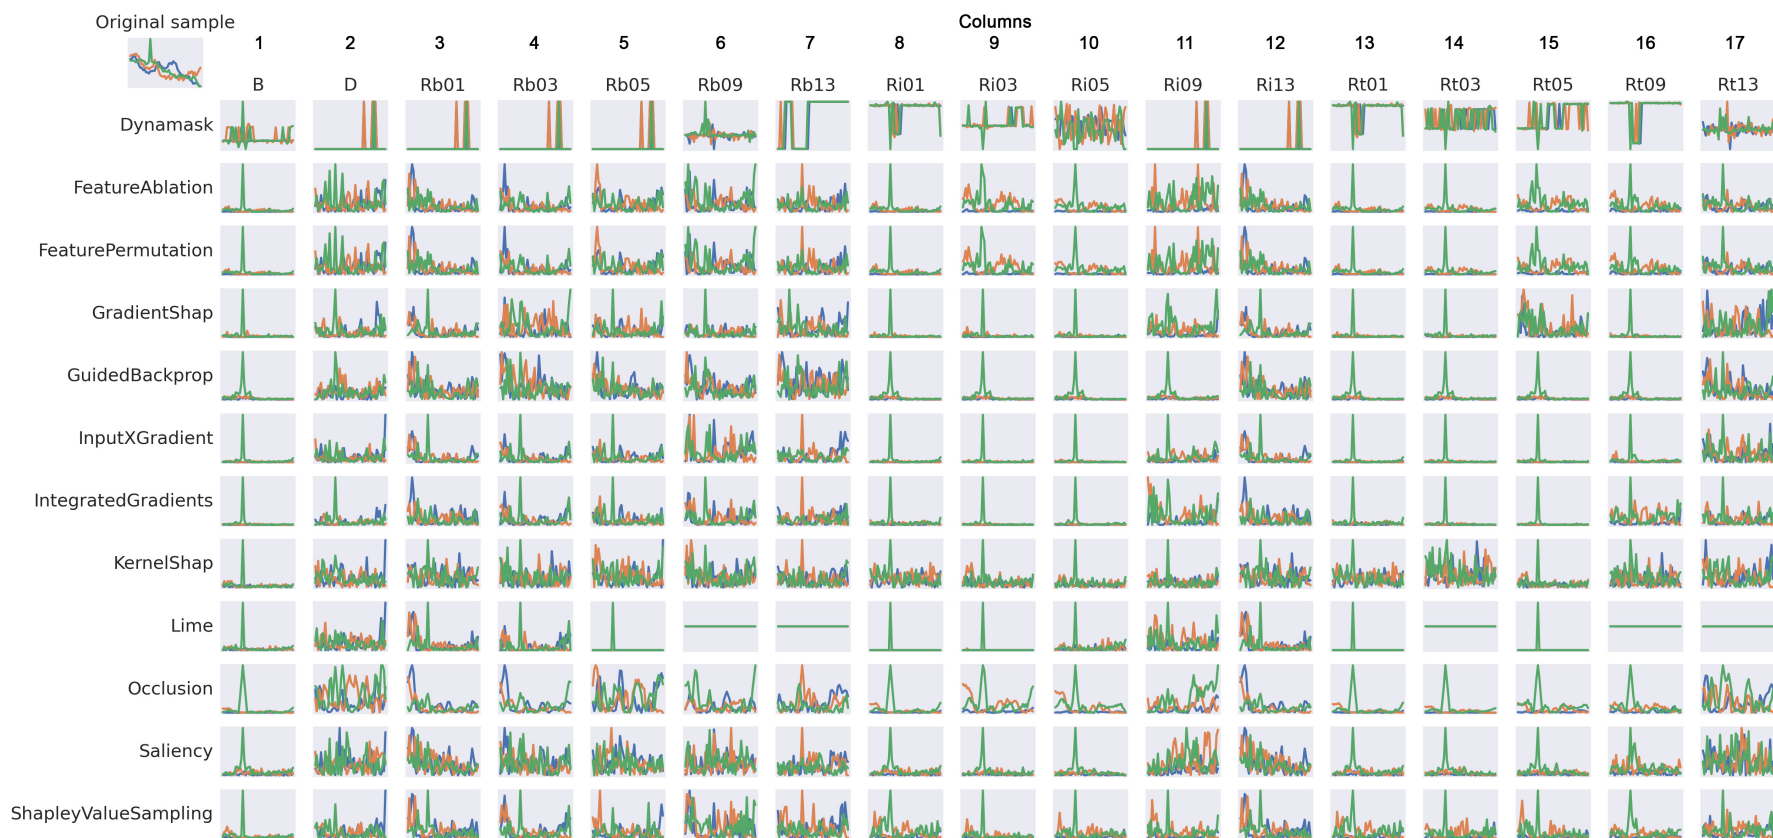 Original sample
Columns
1 2 3 4 5 6 7 8 9 10 11 12 13 14 15 16 17
B D Rb01 Rb03 Rb05 Rb09 Rb13 Ri01 Ri03 Ri05 Ri09 Ri13 Rt01 Rt03 Rt05 Rt09 Rt13
Dynamask
FeatureAblation
FeaturePermutation
GradientShap
GuidedBackprop
InputXGradient
IntegratedGradients
KernelShap
Lime
Occlusion
Saliency
ShapleyValueSampling